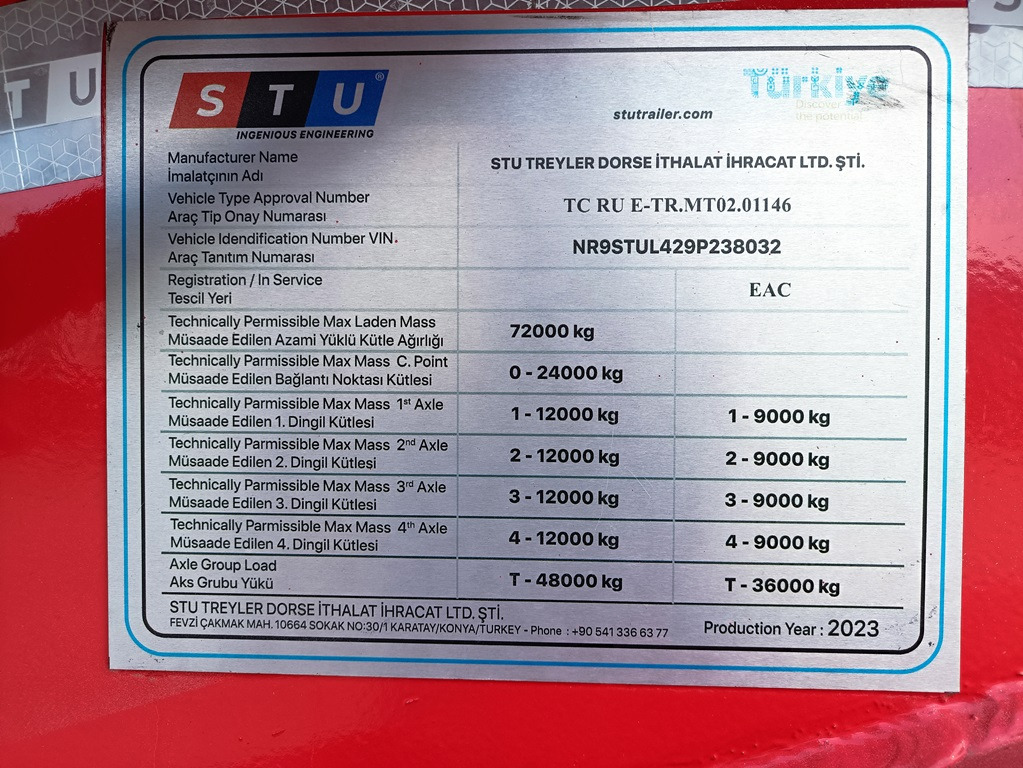 T U
S
STU®
INGENIOUS ENGINEERING
stutrailer.com
Türkiye
Discover
the potential
Manufacturer Name
İmalatçının Adı
STU TREYLER DORSE İTHALAT İHRACAT LTD. ŞTİ.
Vehicle Type Approval Number
Araç Tip Onay Numarası
TC RU E-TR.MT02.01146
Vehicle Identification Number VIN.
Araç Tanıtım Numarası
NR9STUL429P238032
Registration / In Service
Tescil Yeri
EAC
Technically Permissible Max Laden Mass
Müsaade Edilen Azami Yüklü Kütle Ağırlığı
72000 kg
Technically Parmissible Max Mass C. Point
Müsaade Edilen Bağlantı Noktası Kütlesi
0 - 24000 kg
Technically Parmissible Max Mass 1st Axle
Müsaade Edilen 1. Dingil Kütlesi
1 - 12000 kg
1 - 9000 kg
Technically Parmissible Max Mass 2nd Axle
Müsaade Edilen 2. Dingil Kütlesi
2 - 12000 kg
2 - 9000 kg
Technically Parmissible Max Mass 3rd Axle
Müsaade Edilen 3. Dingil Kütlesi
3 - 12000 kg
3 - 9000 kg
Technically Parmissible Max Mass 4th Axle
Müsaade Edilen 4. Dingil Kütlesi
4 - 12000 kg
4 - 9000 kg
Axle Group Load
Aks Grubu Yükü
T - 48000 kg
T - 36000 kg
STU TREYLER DORSE İTHALAT İHRACAT LTD. ŞTİ.
FEVZİ ÇAKMAK MAH. 10664 SOKAK NO:30/1 KARATAY/KONYA/TURKEY - Phone : +90 541 336 63 77
Production Year : 2023